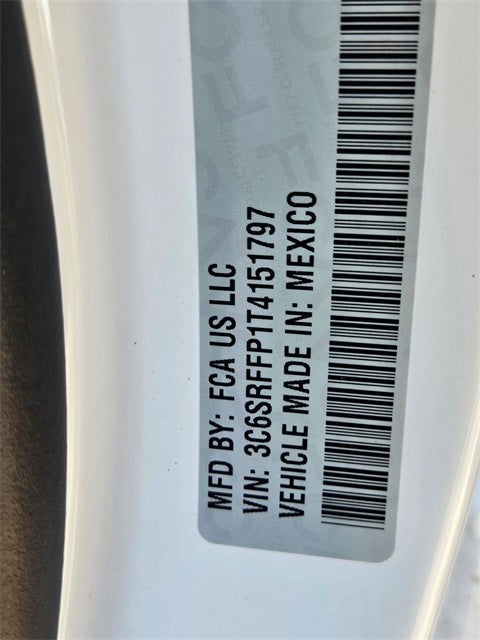 MFD BY: FCA US LLC
VIN: 3C6SRFFP1T4151797
VEHICLE MADE IN: MEXICO